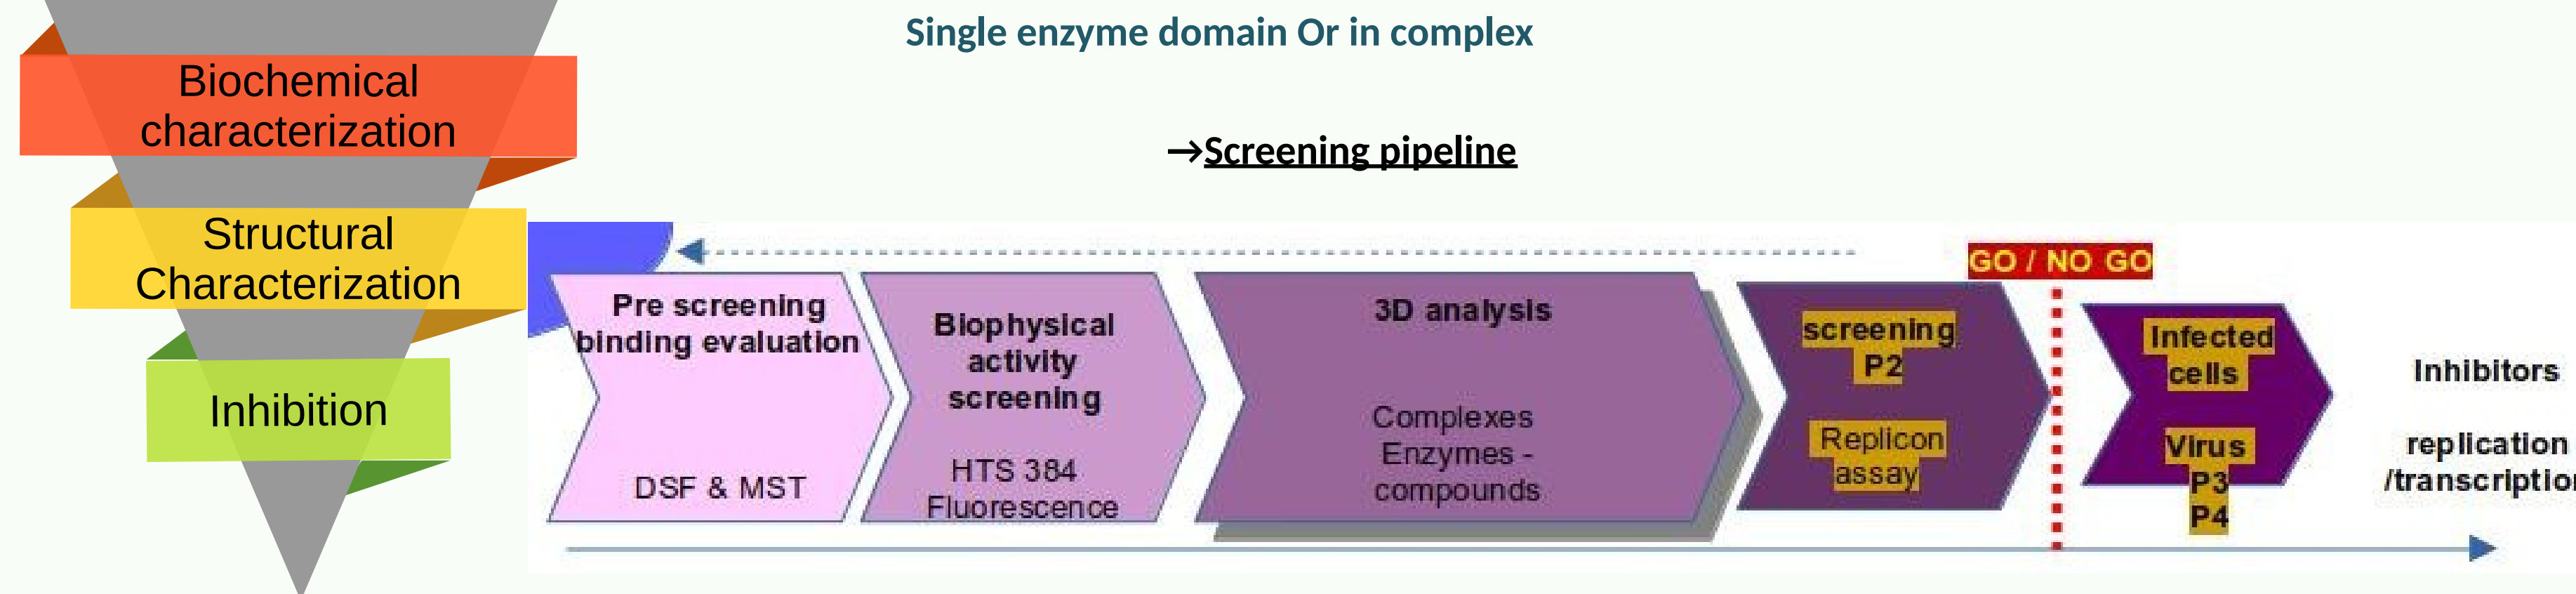 Single enzyme domain Or in complex
Biochemical
characterization
→Screening pipeline
Structural
Characterization
Inhibition
GO / NO GO
Pre screening
binding evaluation
DSF & MST
Biophysical
activity
screening
HTS 384
Fluorescence
3D analysis
Complexes
Enzymes -
compounds
screening
P2
Replicon
assay
Infected
cells
Virus
P3
P4
Inhibitors
replication
/transcription